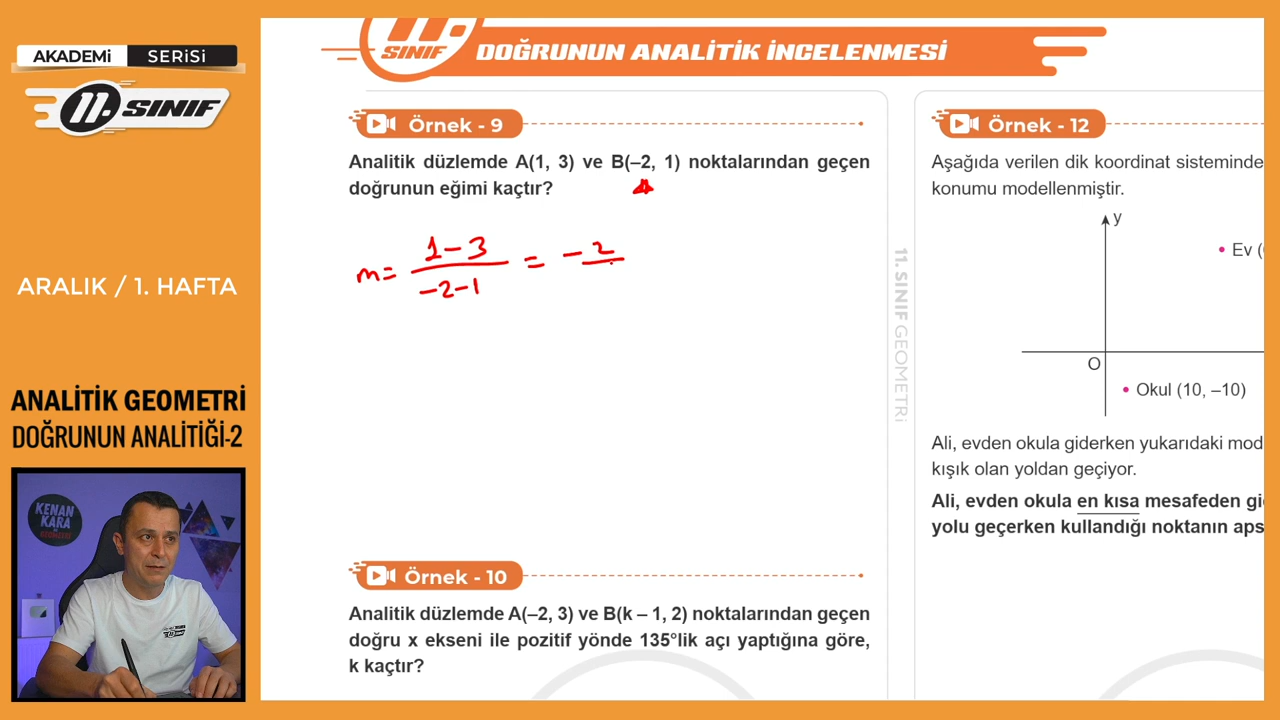 AKADEMİ SERİSİ
11. SINIF
ARALIK / 1. HAFTA
ANALİTİK GEOMETRİ
DOĞRUNUN ANALİTİĞİ-2
KENAN
KARA
11. SINIF
DOĞRUNUN ANALİTİK İNCELENMESİ
Örnek - 9
Analitik düzlemde A(1, 3) ve B(–2, 1) noktalarından geçen
doğrunun eğimi kaçtır?
m= 1-3 / -2-1 = -2
Örnek - 10
Analitik düzlemde A(–2, 3) ve B(k – 1, 2) noktalarından geçen
doğru x ekseni ile pozitif yönde 135°lik açı yaptığına göre,
k kaçtır?
11. SINIF GEOMETRİ
Örnek - 12
Aşağıda verilen dik koordinat sisteminde
konumu modellenmiştir.
y
Ev (
O
Okul (10, –10)
Ali, evden okula giderken yukarıdaki mod
kışık olan yoldan geçiyor.
Ali, evden okula en kısa mesafeden gi
yolu geçerken kullandığı noktanın aps